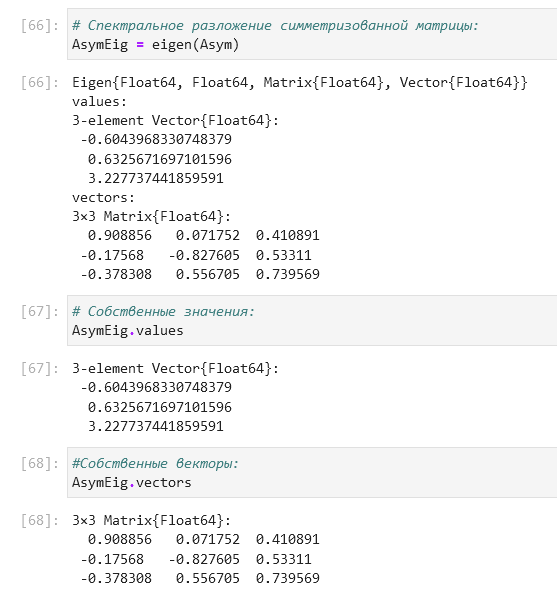 [66]: # Спектральное разложение симметризованной матрицы:
AsymEig = eigen(Asym)
[66]: Eigen{Float64, Float64, Matrix{Float64}, Vector{Float64}}
values:
3-element Vector{Float64}:
 -0.6043968330748379
  0.6325671697101596
  3.227737441859591
vectors:
3×3 Matrix{Float64}:
  0.908856   0.071752  0.410891
 -0.17568   -0.827605  0.53311
 -0.378308   0.556705  0.739569
[67]: # Собственные значения:
AsymEig.values
[67]: 3-element Vector{Float64}:
 -0.6043968330748379
  0.6325671697101596
  3.227737441859591
[68]: #Собственные векторы:
AsymEig.vectors
[68]: 3×3 Matrix{Float64}:
  0.908856   0.071752  0.410891
 -0.17568   -0.827605  0.53311
 -0.378308   0.556705  0.739569